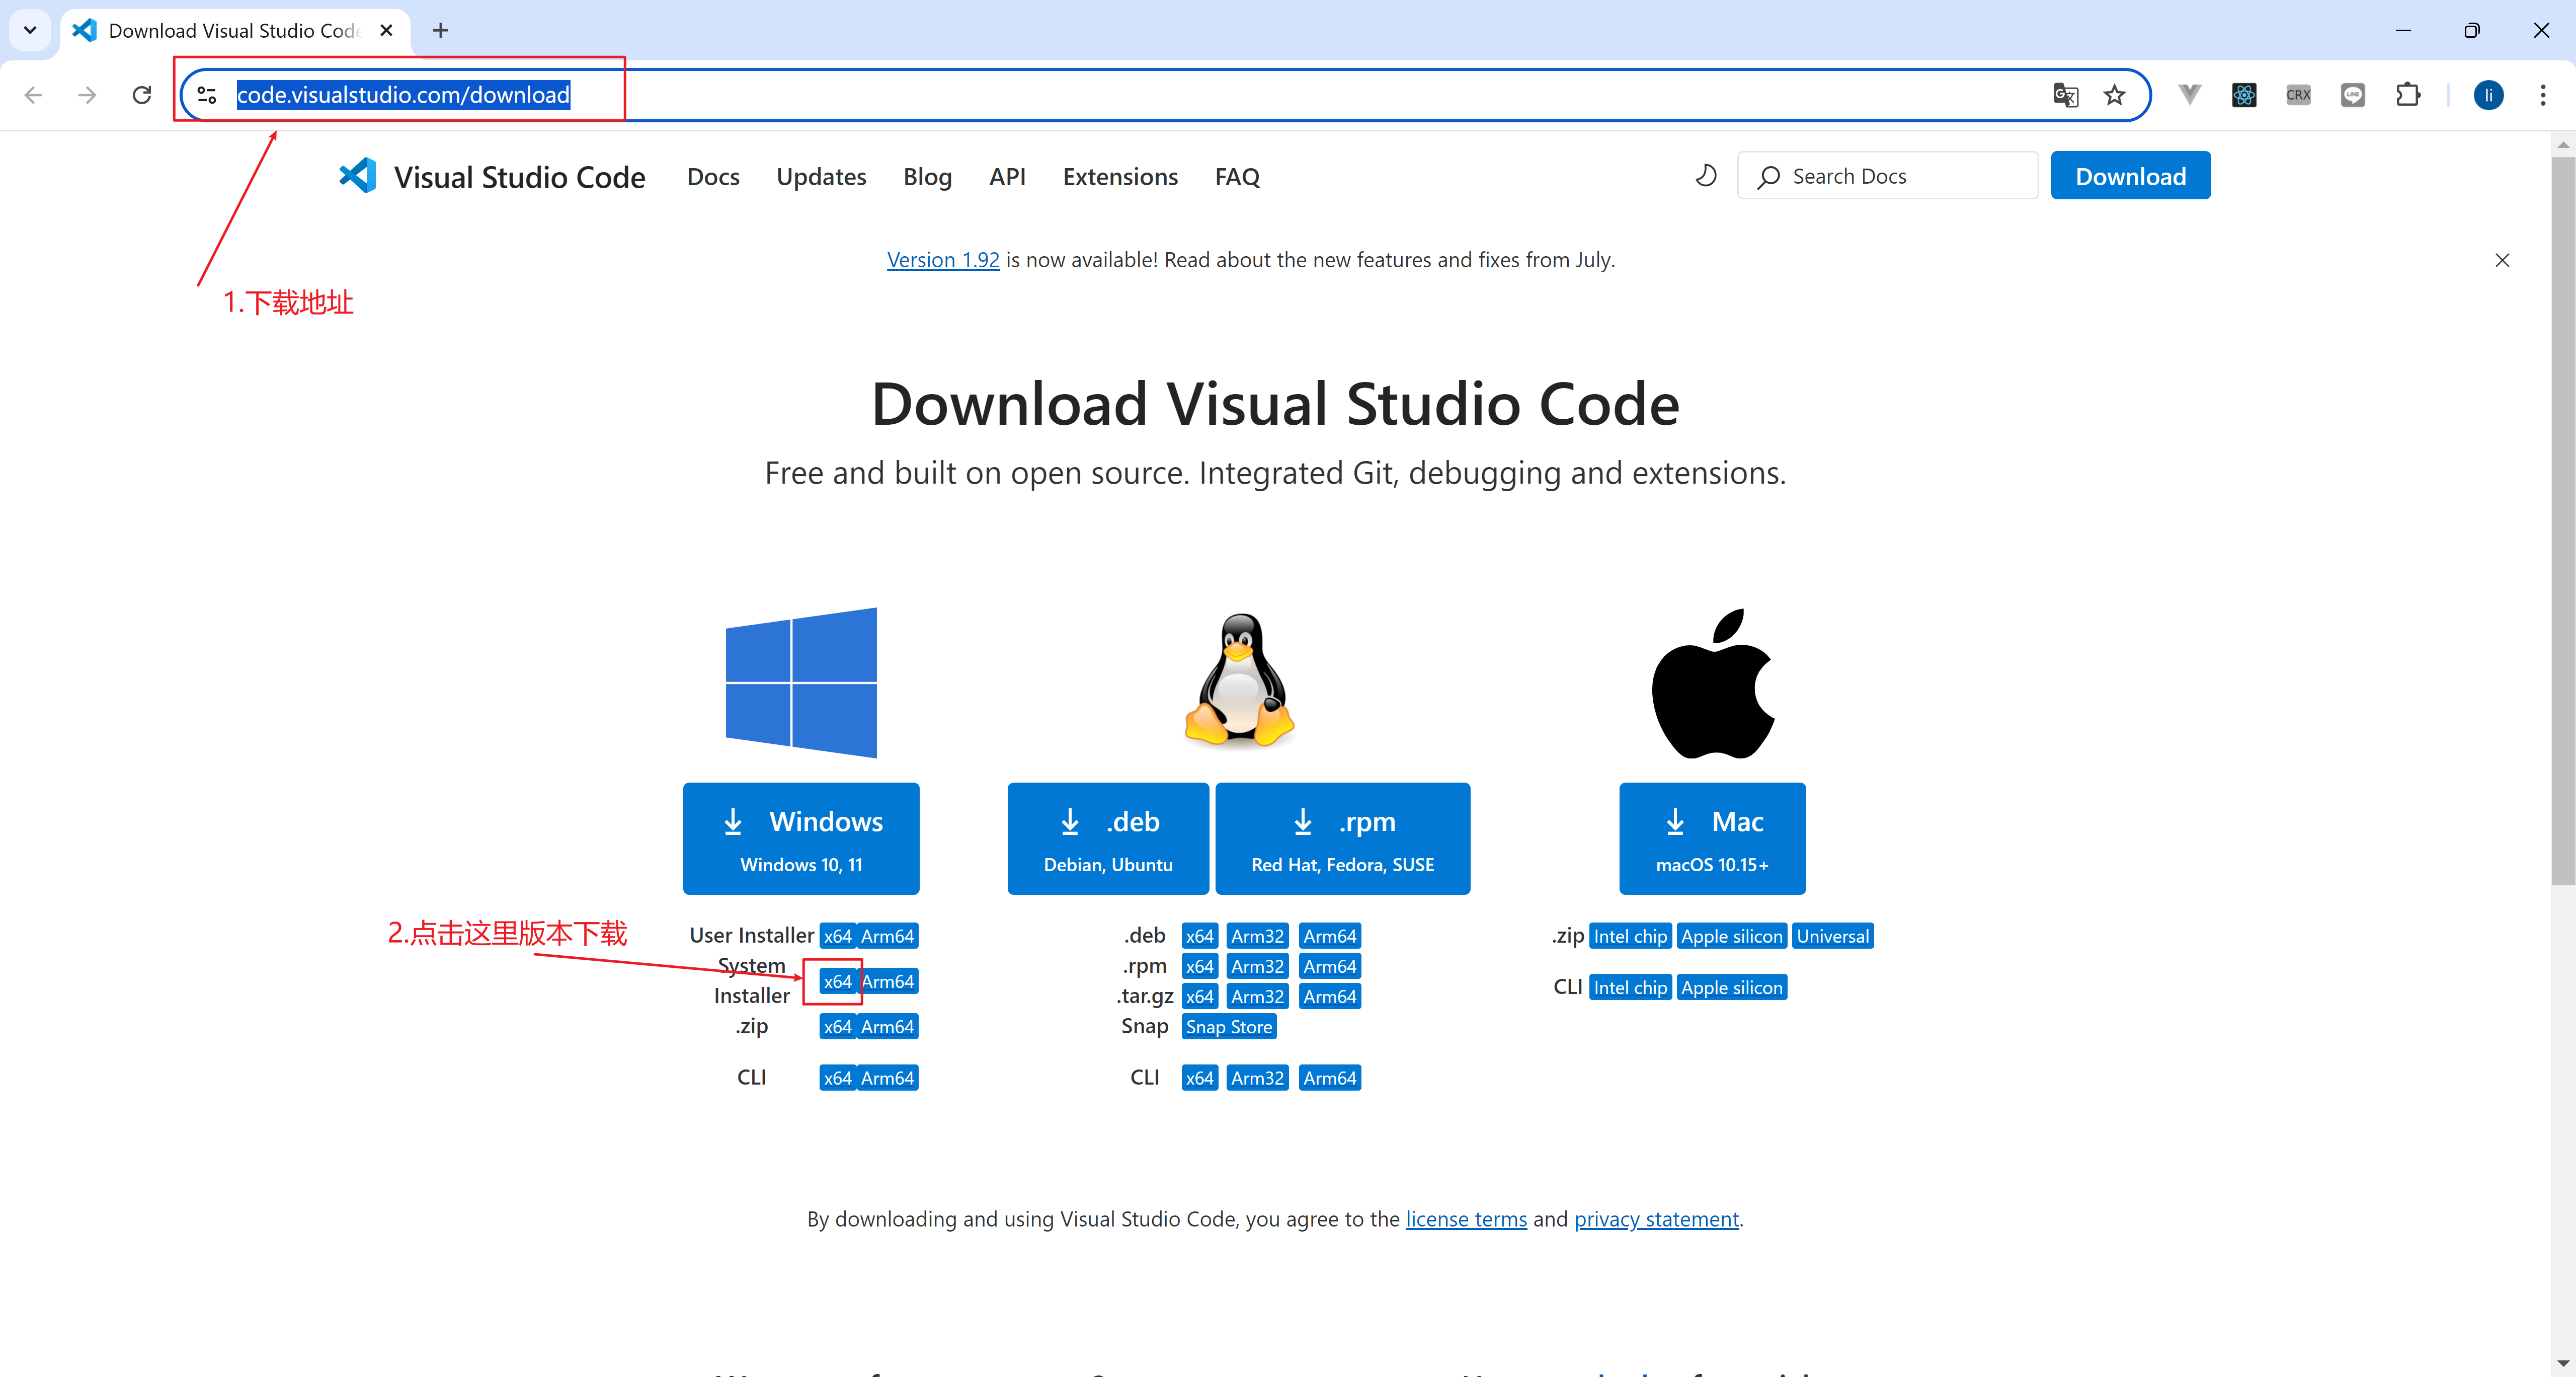 Download Visual Studio Code
code.visualstudio.com/download
CRX
LINE
li
Visual Studio Code Docs Updates Blog API Extensions FAQ Search Docs Download
Version 1.92 is now available! Read about the new features and fixes from July.
1.下载地址
Download Visual Studio Code
Free and built on open source. Integrated Git, debugging and extensions.
Windows
Windows 10, 11
.deb
Debian, Ubuntu
.rpm
Red Hat, Fedora, SUSE
Mac
macOS 10.15+
2.点击这里版本下载
User Installer x64 Arm64
System Installer x64 Arm64
.zip x64 Arm64
CLI x64 Arm64
.deb x64 Arm32 Arm64
.rpm x64 Arm32 Arm64
.tar.gz x64 Arm32 Arm64
Snap Snap Store
CLI x64 Arm32 Arm64
.zip Intel chip Apple silicon Universal
CLI Intel chip Apple silicon
By downloading and using Visual Studio Code, you agree to the license terms and privacy statement.